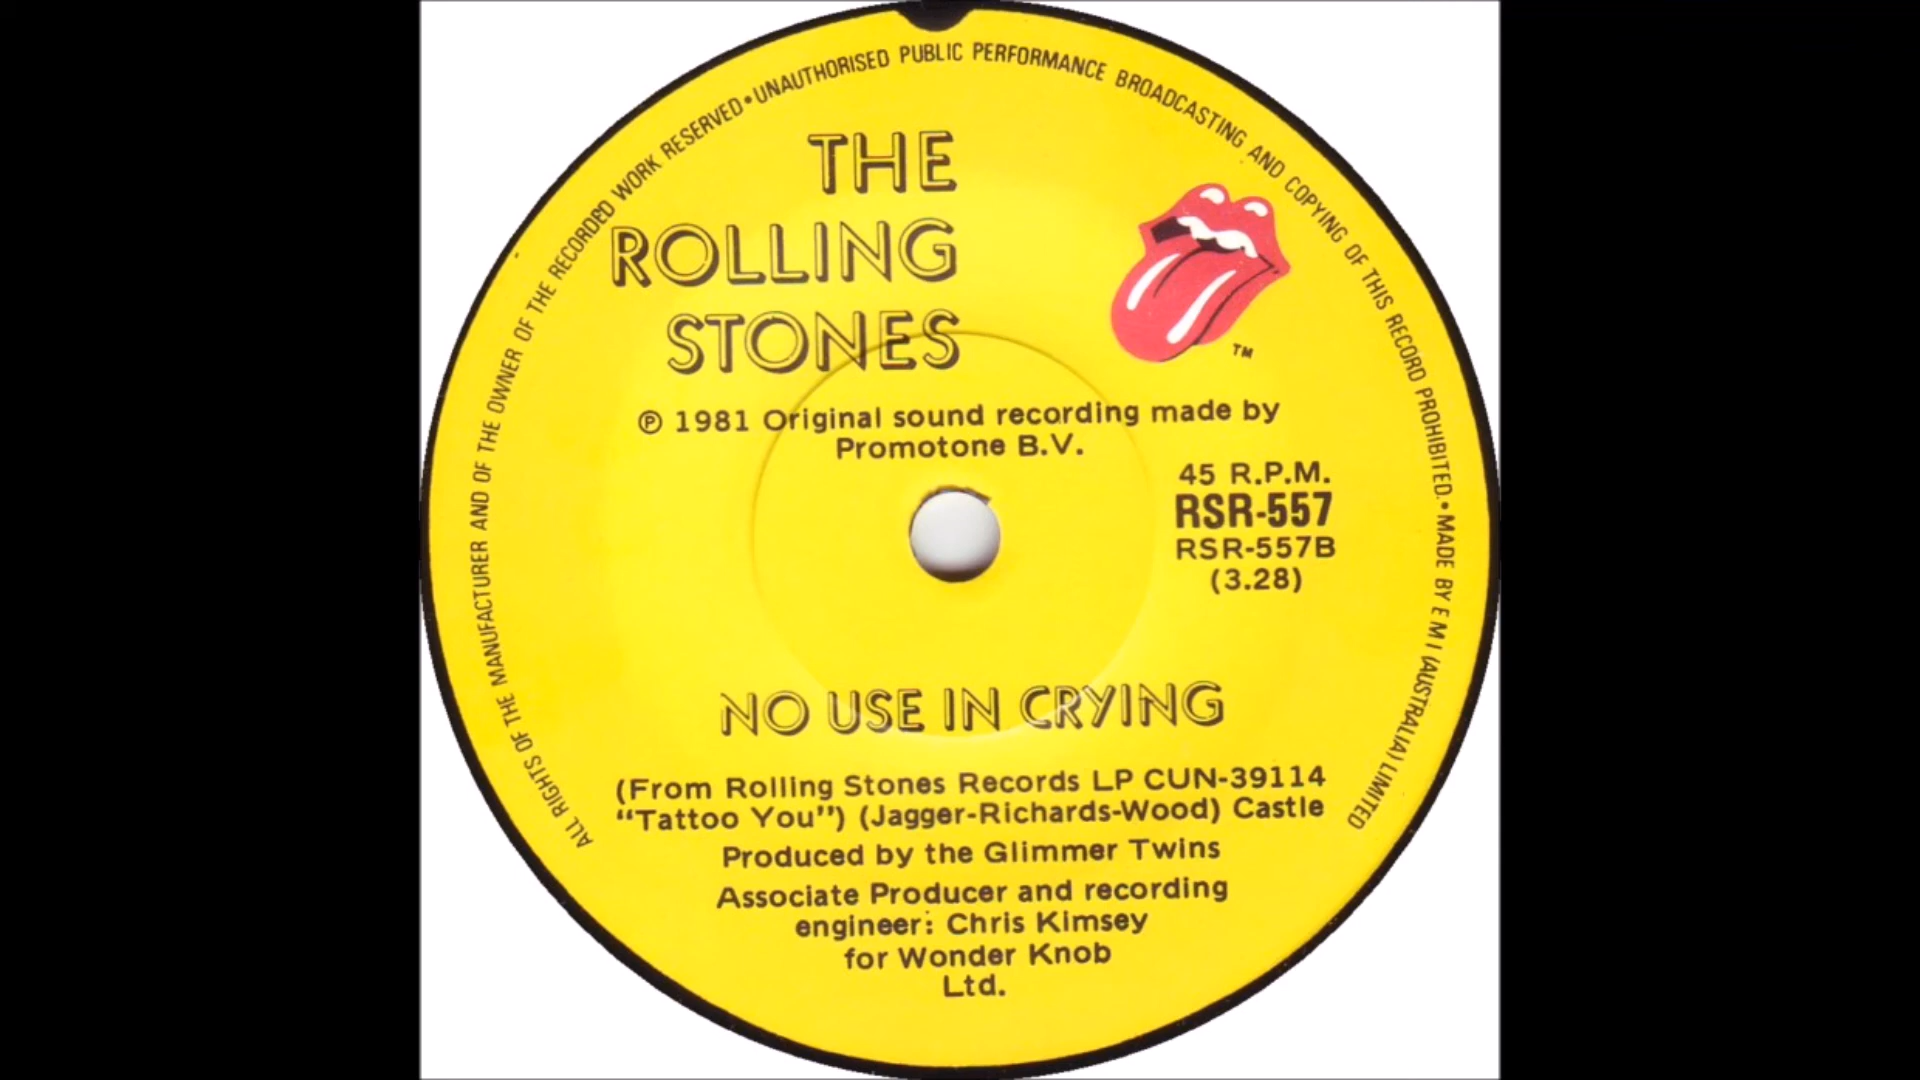 ALL RIGHTS OF THE MANUFACTURER AND OF THE OWNER OF THE RECORDED WORK RESERVED • UNAUTHORISED PUBLIC PERFORMANCE BROADCASTING AND COPYING OF THIS RECORD PROHIBITED. • MADE BY E M I (AUSTRALIA) LIMITED
THE
ROLLING
STONES
TM
℗ 1981 Original sound recording made by
Promotone B.V.
45 R.P.M.
RSR-557
RSR-557B
(3.28)
NO USE IN CRYING
(From Rolling Stones Records LP CUN-39114
“Tattoo You”) (Jagger-Richards-Wood) Castle
Produced by the Glimmer Twins
Associate Producer and recording
engineer: Chris Kimsey
for Wonder Knob
Ltd.